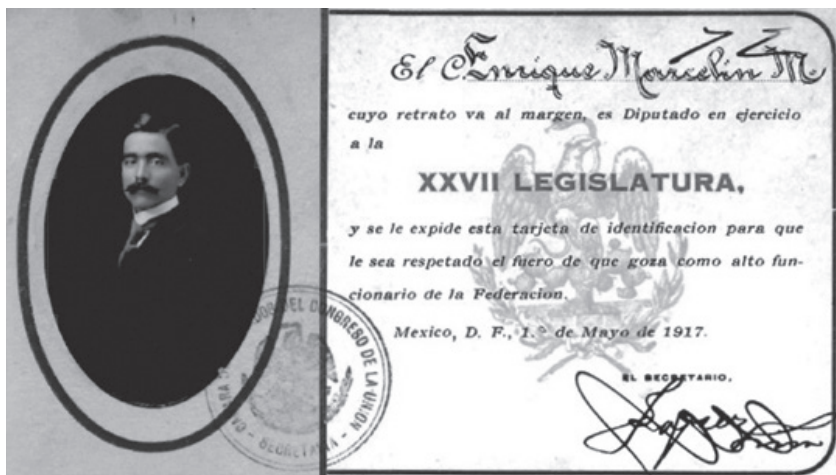 El C. Enrique Marcelin M.
cuyo retrato va al margen, es Diputado en ejercicio
a la
XXVII LEGISLATURA,
y se le expide esta tarjeta de identificacion para que
le sea respetado el fuero de que goza como alto fun-
cionario de la Federacion.
Mexico, D. F., 1.º de Mayo de 1917.
EL SECRETARIO,
DEL CONGRESO DE LA UNION
- SECRETARIA -